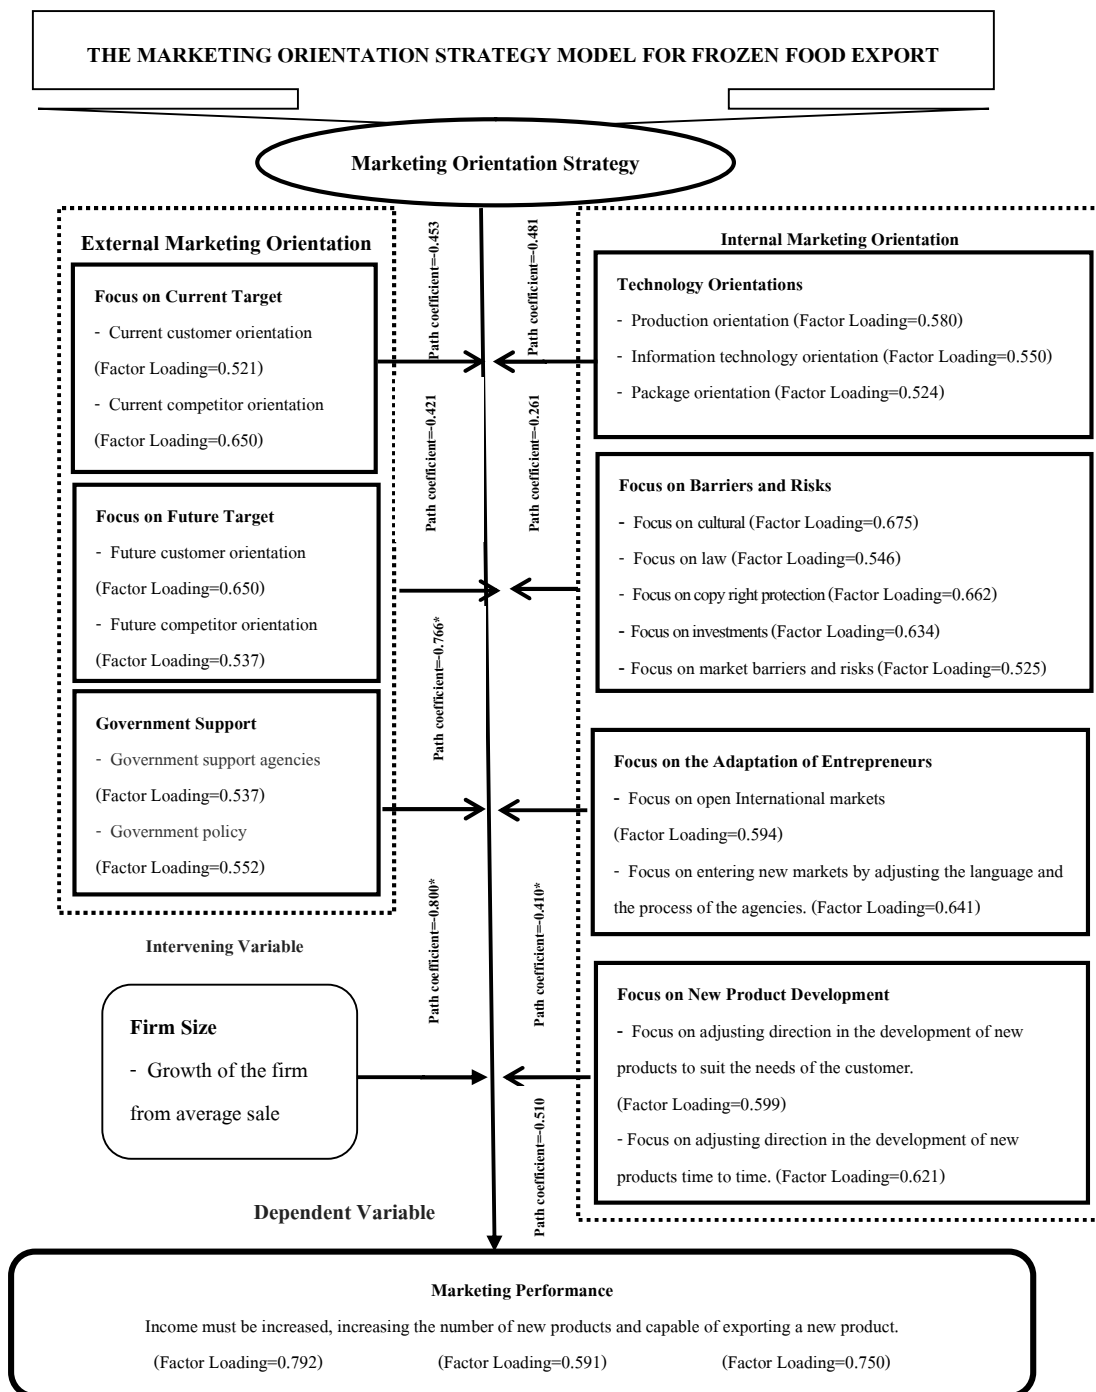 THE MARKETING ORIENTATION STRATEGY MODEL FOR FROZEN FOOD EXPORT
Marketing Orientation Strategy
External Marketing Orientation
Focus on Current Target
- Current customer orientation
(Factor Loading=0.521)
- Current competitor orientation
(Factor Loading=0.650)
Focus on Future Target
- Future customer orientation
(Factor Loading=0.650)
- Future competitor orientation
(Factor Loading=0.537)
Government Support
- Government support agencies
(Factor Loading=0.537)
- Government policy
(Factor Loading=0.552)
Intervening Variable
Firm Size
- Growth of the firm
from average sale
Path coefficient=-0.453
Path coefficient=-0.481
Path coefficient=-0.421
Path coefficient=-0.261
Path coefficient=-0.766*
Path coefficient=-0.800*
Path coefficient=-0.410*
Path coefficient=-0.510
Internal Marketing Orientation
Technology Orientations
- Production orientation (Factor Loading=0.580)
- Information technology orientation (Factor Loading=0.550)
- Package orientation (Factor Loading=0.524)
Focus on Barriers and Risks
- Focus on cultural (Factor Loading=0.675)
- Focus on law (Factor Loading=0.546)
- Focus on copy right protection (Factor Loading=0.662)
- Focus on investments (Factor Loading=0.634)
- Focus on market barriers and risks (Factor Loading=0.525)
Focus on the Adaptation of Entrepreneurs
- Focus on open International markets
(Factor Loading=0.594)
- Focus on entering new markets by adjusting the language and
the process of the agencies. (Factor Loading=0.641)
Focus on New Product Development
- Focus on adjusting direction in the development of new
products to suit the needs of the customer.
(Factor Loading=0.599)
- Focus on adjusting direction in the development of new
products time to time. (Factor Loading=0.621)
Dependent Variable
Marketing Performance
Income must be increased, increasing the number of new products and capable of exporting a new product.
(Factor Loading=0.792) (Factor Loading=0.591) (Factor Loading=0.750)